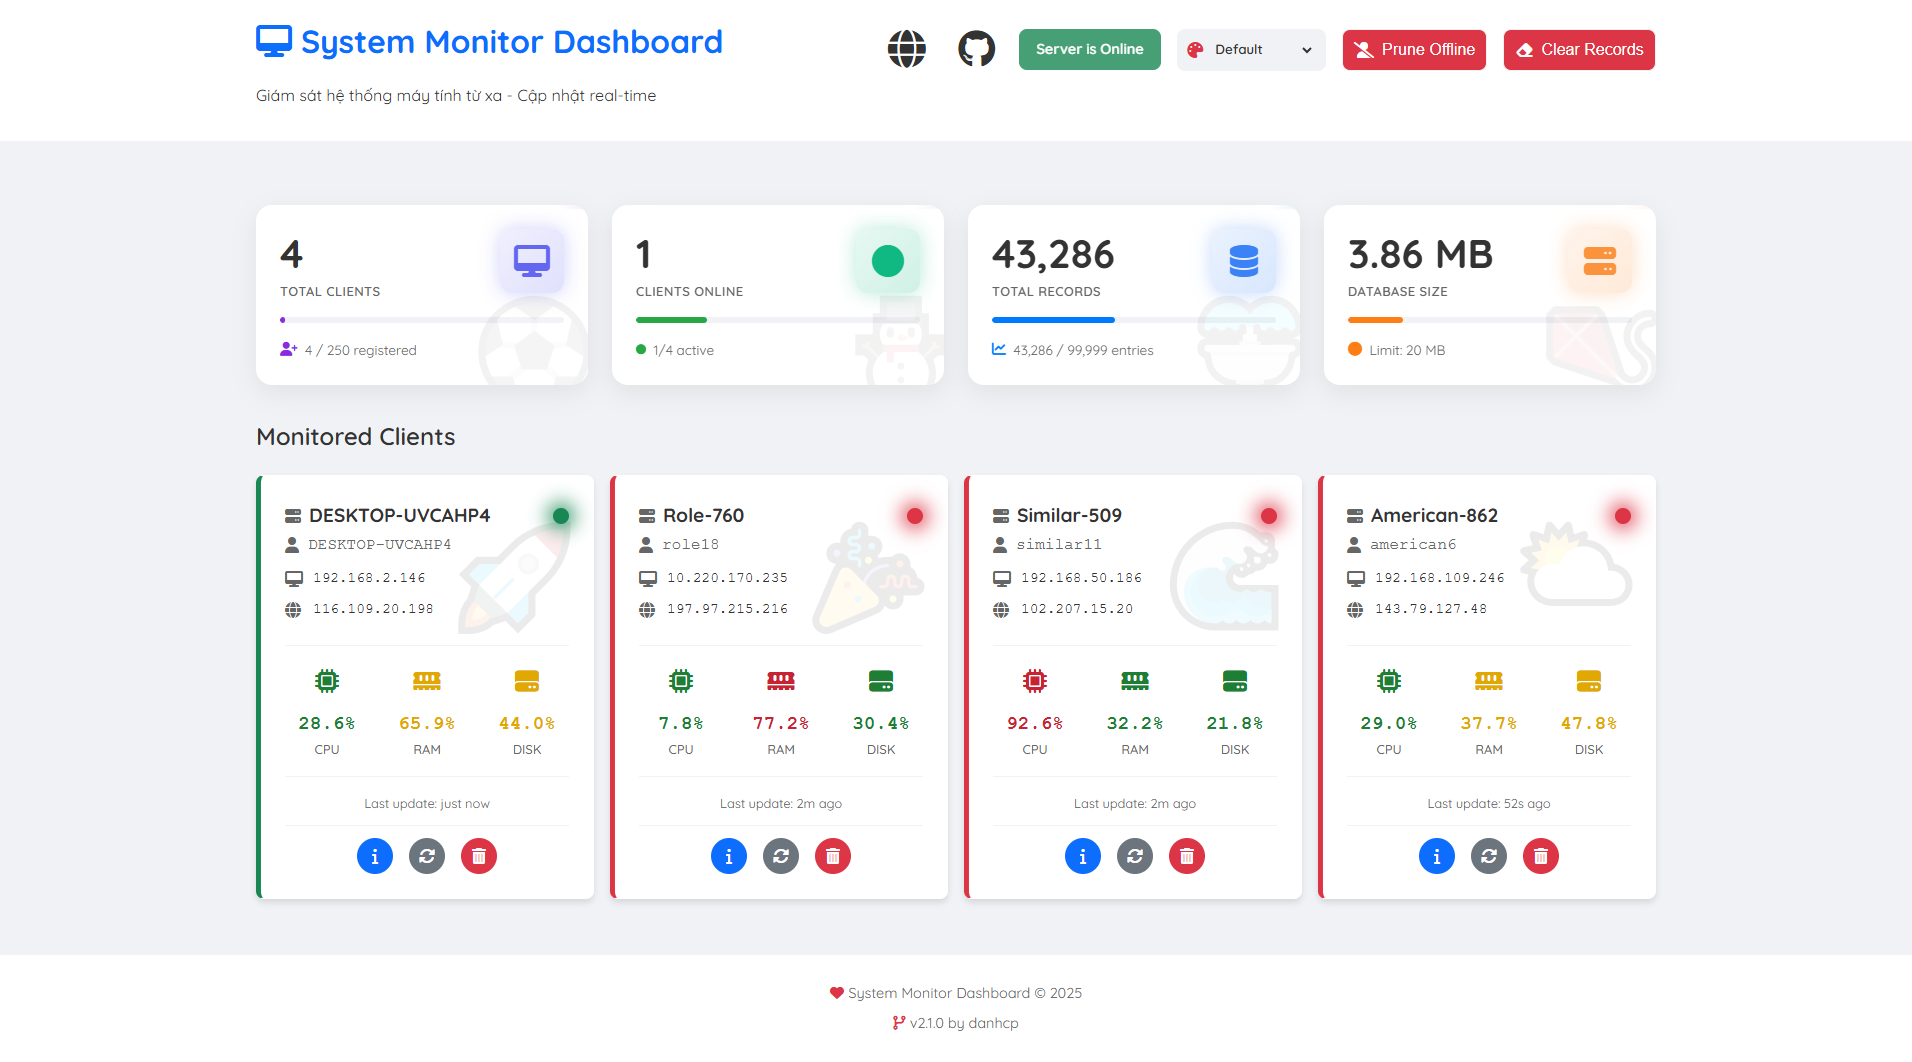 System Monitor Dashboard
Giám sát hệ thống máy tính từ xa - Cập nhật real-time
Server is Online
Default
Prune Offline
Clear Records
4
TOTAL CLIENTS
4 / 250 registered
1
CLIENTS ONLINE
1/4 active
43,286
TOTAL RECORDS
43,286 / 99,999 entries
3.86 MB
DATABASE SIZE
Limit: 20 MB
Monitored Clients
DESKTOP-UVCAHP4
DESKTOP-UVCAHP4
192.168.2.146
116.109.20.198
28.6% 65.9% 44.0%
CPU RAM DISK
Last update: just now
Role-760
role18
10.220.170.235
197.97.215.216
7.8% 77.2% 30.4%
CPU RAM DISK
Last update: 2m ago
Similar-509
similar11
192.168.50.186
102.207.15.20
92.6% 32.2% 21.8%
CPU RAM DISK
Last update: 2m ago
American-862
american6
192.168.109.246
143.79.127.48
29.0% 37.7% 47.8%
CPU RAM DISK
Last update: 52s ago
System Monitor Dashboard © 2025
v2.1.0 by danhcp